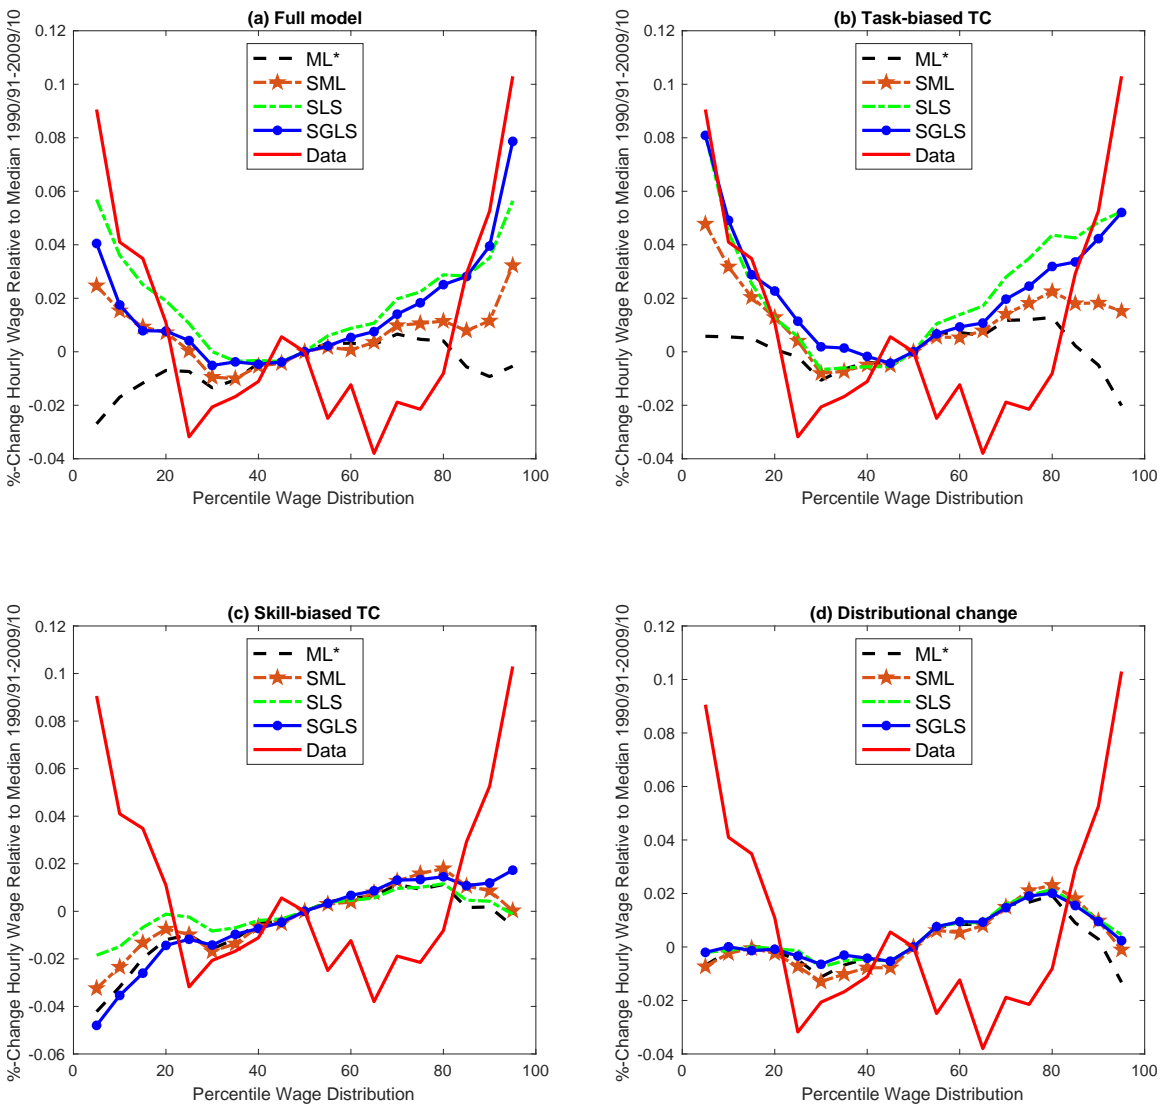 (a) Full model
%-Change Hourly Wage Relative to Median 1990/91-2009/10
0.12
0.1
0.08
0.06
0.04
0.02
0
-0.02
-0.04
ML*
SML
SLS
SGLS
Data
0 20 40 60 80 100
Percentile Wage Distribution
(b) Task-biased TC
%-Change Hourly Wage Relative to Median 1990/91-2009/10
0.12
0.1
0.08
0.06
0.04
0.02
0
-0.02
-0.04
ML*
SML
SLS
SGLS
Data
0 20 40 60 80 100
Percentile Wage Distribution
(c) Skill-biased TC
%-Change Hourly Wage Relative to Median 1990/91-2009/10
0.12
0.1
0.08
0.06
0.04
0.02
0
-0.02
-0.04
-0.06
ML*
SML
SLS
SGLS
Data
0 20 40 60 80 100
Percentile Wage Distribution
(d) Distributional change
%-Change Hourly Wage Relative to Median 1990/91-2009/10
0.12
0.1
0.08
0.06
0.04
0.02
0
-0.02
-0.04
ML*
SML
SLS
SGLS
Data
0 20 40 60 80 100
Percentile Wage Distribution